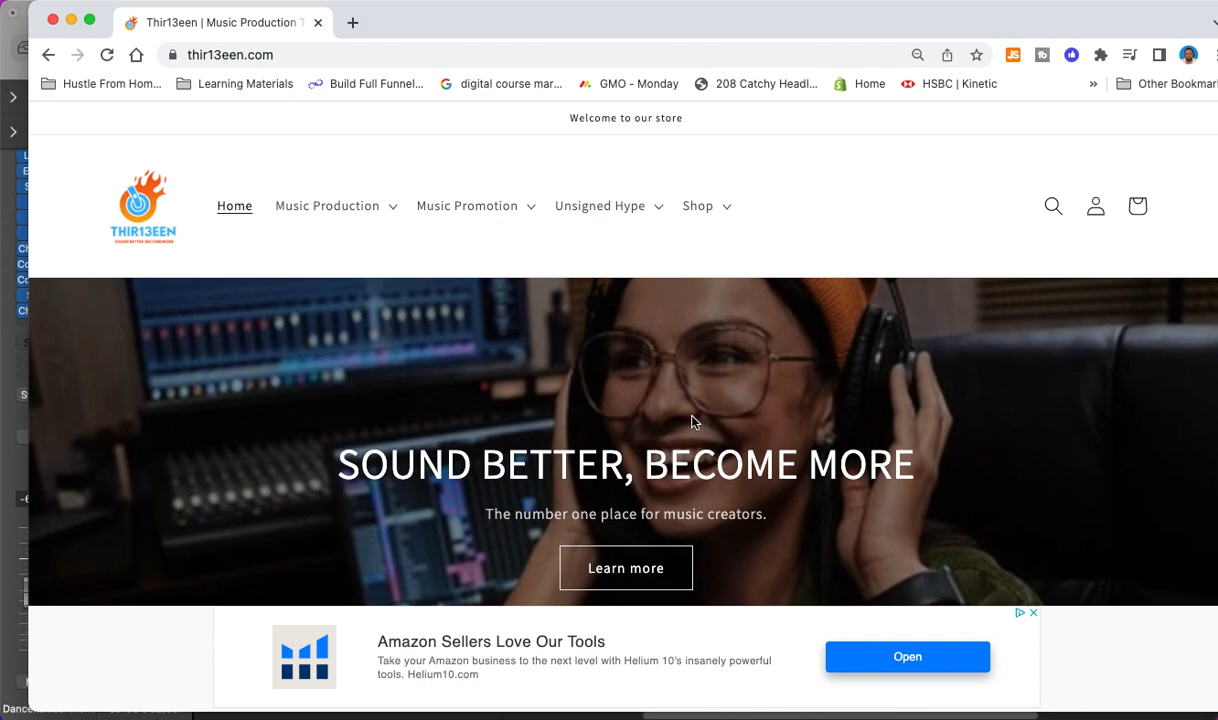 Thir13een | Music Production T
thir13een.com
Hustle From Hom...
Learning Materials
Build Full Funnel...
digital course mar...
GMO - Monday
208 Catchy Headl...
Home
HSBC | Kinetic
»
Other Bookmar
Welcome to our store
THIR13EEN
SOUND BETTER, BECOME MORE
Home
Music Production
Music Promotion
Unsigned Hype
Shop
SOUND BETTER, BECOME MORE
The number one place for music creators.
Learn more
Amazon Sellers Love Our Tools
Take your Amazon business to the next level with Helium 10's insanely powerful
tools. Helium10.com
Open